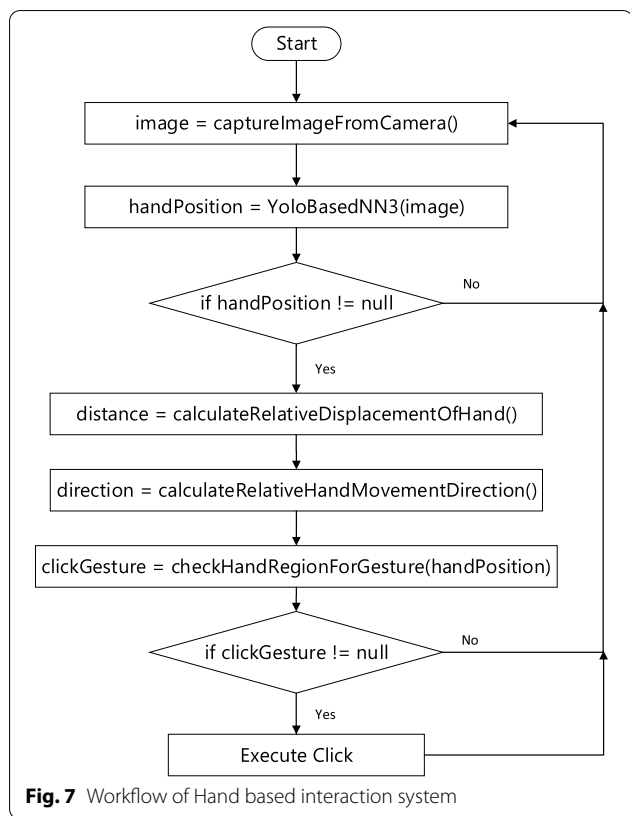 Start
image = captureImageFromCamera()
handPosition = YoloBasedNN3(image)
if handPosition != null
No
Yes
distance = calculateRelativeDisplacementOfHand()
direction = calculateRelativeHandMovementDirection()
clickGesture = checkHandRegionForGesture(handPosition)
if clickGesture != null
No
Yes
Execute Click
Fig. 7 Workflow of Hand based interaction system